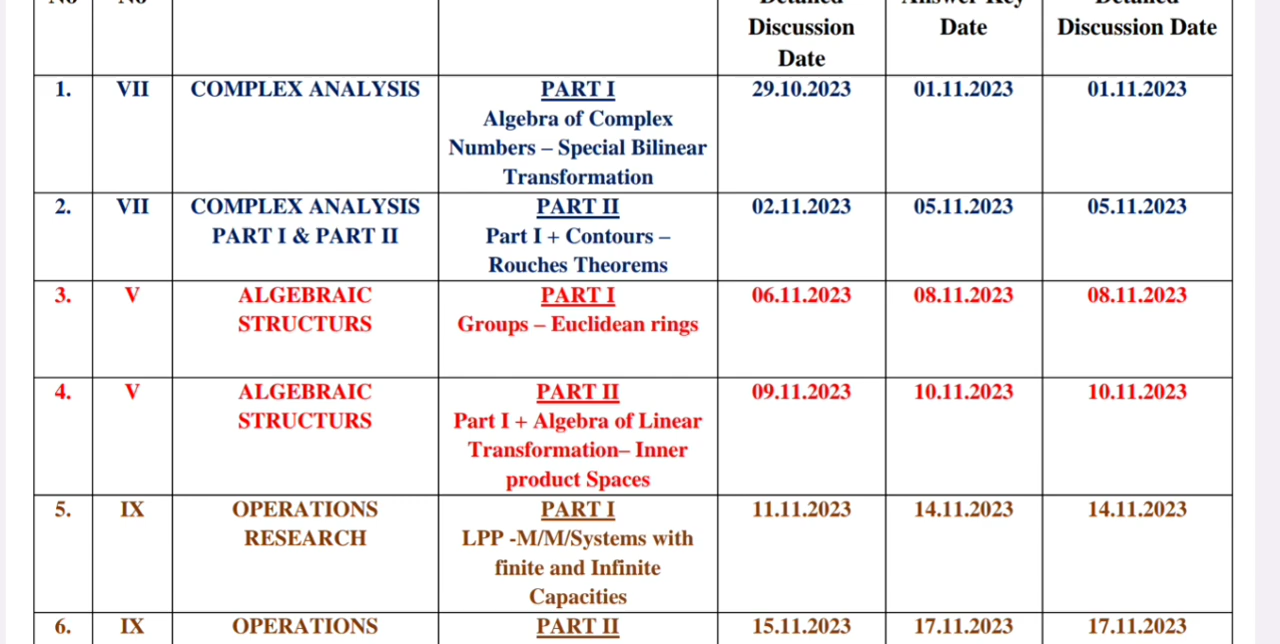 Discussion
Date
Date
Discussion Date
1. VII COMPLEX ANALYSIS PART I 29.10.2023 01.11.2023 01.11.2023
Algebra of Complex
Numbers – Special Bilinear
Transformation
2. VII COMPLEX ANALYSIS PART II 02.11.2023 05.11.2023 05.11.2023
PART I & PART II Part I + Contours –
Rouches Theorems
3. V ALGEBRAIC PART I 06.11.2023 08.11.2023 08.11.2023
STRUCTURS Groups – Euclidean rings
4. V ALGEBRAIC PART II 09.11.2023 10.11.2023 10.11.2023
STRUCTURS Part I + Algebra of Linear
Transformation– Inner
product Spaces
5. IX OPERATIONS PART I 11.11.2023 14.11.2023 14.11.2023
RESEARCH LPP -M/M/Systems with
finite and Infinite
Capacities
6. IX OPERATIONS PART II 15.11.2023 17.11.2023 17.11.2023